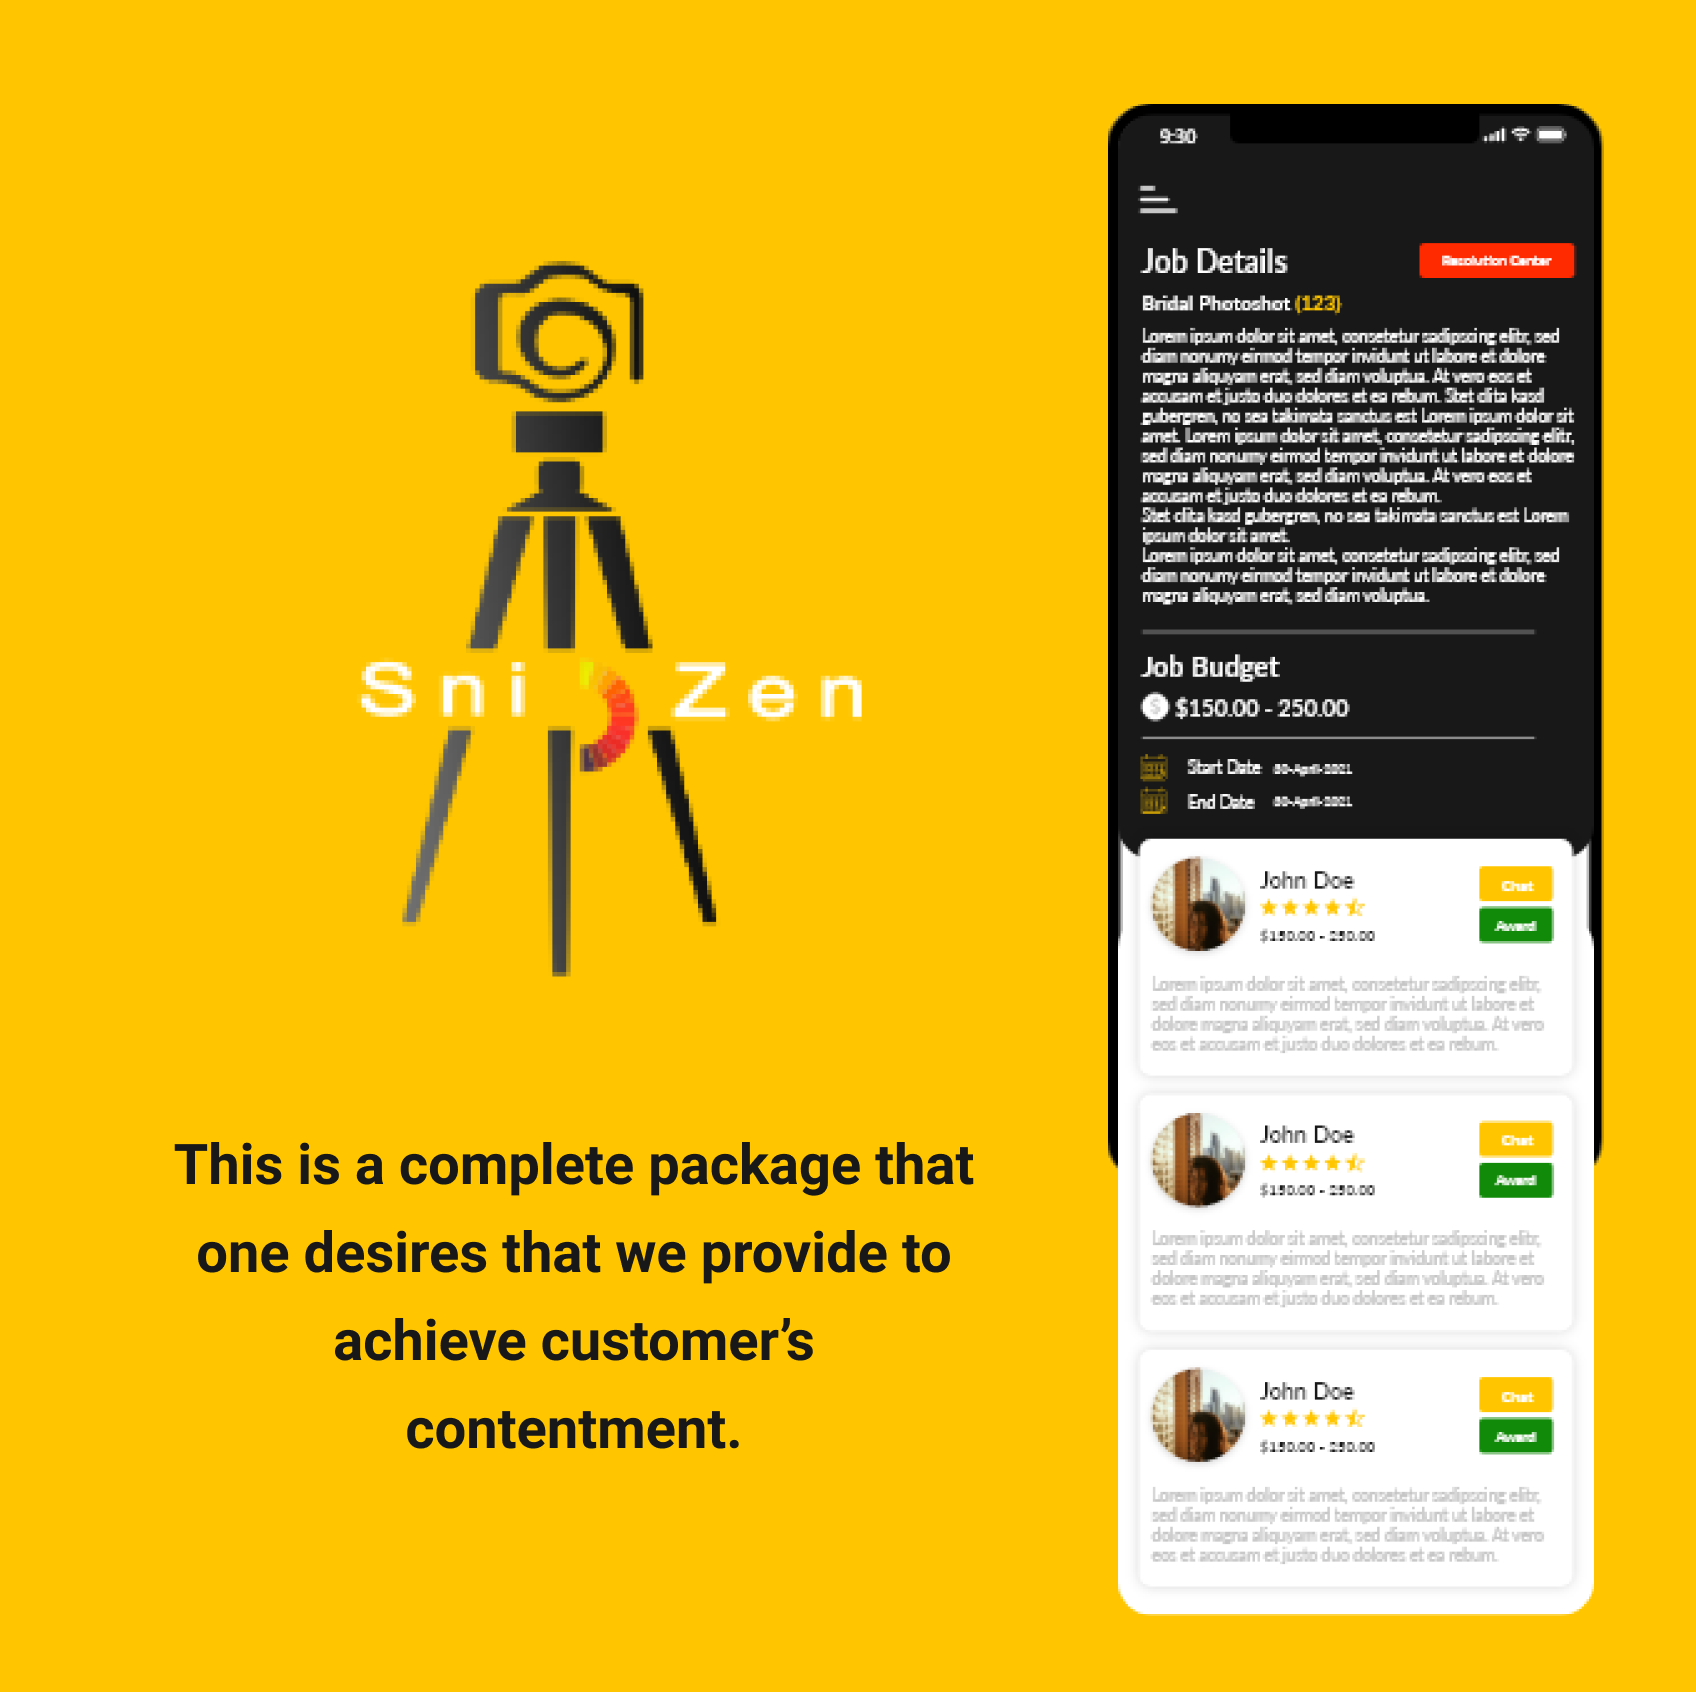 Sni Zen
This is a complete package that
one desires that we provide to
achieve customer’s
contentment.
9:30
Job Details
Resolution Center
Bridal Photoshot (123)
Lorem ipsum dolor sit amet, consetetur sadipscing elitr, sed
diam nonumy eirmod tempor invidunt ut labore et dolore
magna aliquyam erat, sed diam voluptua. At vero eos et
accusam et justo duo dolores et ea rebum. Stet clita kasd
gubergren, no sea takimata sanctus est Lorem ipsum dolor sit
amet. Lorem ipsum dolor sit amet, consetetur sadipscing elitr,
sed diam nonumy eirmod tempor invidunt ut labore et dolore
magna aliquyam erat, sed diam voluptua. At vero eos et
accusam et justo duo dolores et ea rebum.
Stet clita kasd gubergren, no sea takimata sanctus est Lorem
ipsum dolor sit amet.
Lorem ipsum dolor sit amet, consetetur sadipscing elitr, sed
diam nonumy eirmod tempor invidunt ut labore et dolore
magna aliquyam erat, sed diam voluptua.
Job Budget
$ $150.00 - 250.00
Start Date
End Date
John Doe
Chat
$150.00 - 250.00
Award
Lorem ipsum dolor sit amet, consetetur sadipscing elitr,
sed diam nonumy eirmod tempor invidunt ut labore et
dolore magna aliquyam erat, sed diam voluptua. At vero
eos et accusam et justo duo dolores et ea rebum.
John Doe
Chat
$150.00 - 250.00
Award
Lorem ipsum dolor sit amet, consetetur sadipscing elitr,
sed diam nonumy eirmod tempor invidunt ut labore et
dolore magna aliquyam erat, sed diam voluptua. At vero
eos et accusam et justo duo dolores et ea rebum.
John Doe
Chat
$150.00 - 250.00
Award
Lorem ipsum dolor sit amet, consetetur sadipscing elitr,
sed diam nonumy eirmod tempor invidunt ut labore et
dolore magna aliquyam erat, sed diam voluptua. At vero
eos et accusam et justo duo dolores et ea rebum.